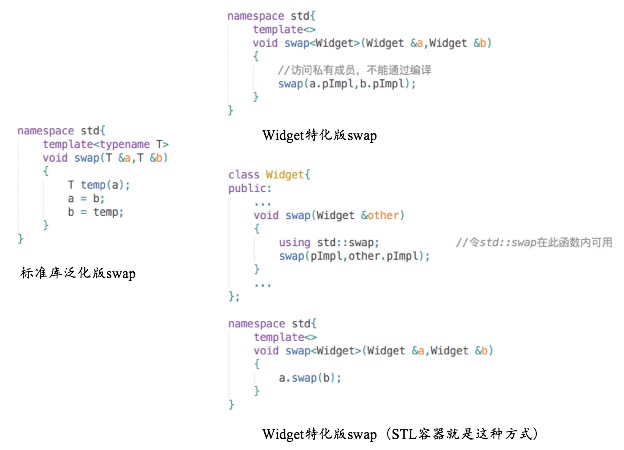 namespace std{
template<typename T>
void swap(T &a,T &b)
{
T temp(a);
a = b;
b = temp;
}
}
标准库泛化版swap
namespace std{
template<>
void swap<Widget>(Widget &a,Widget &b)
{
//访问私有成员，不能通过编译
swap(a.pImpl,b.pImpl);
}
}
Widget特化版swap
class Widget{
public:
...
void swap(Widget &other)
{
using std::swap; //令std::swap在此函数内可用
swap(pImpl,other.pImpl);
}
...
};
namespace std{
template<>
void swap<Widget>(Widget &a,Widget &b)
{
a.swap(b);
}
}
Widget特化版swap（STL容器就是这种方式）